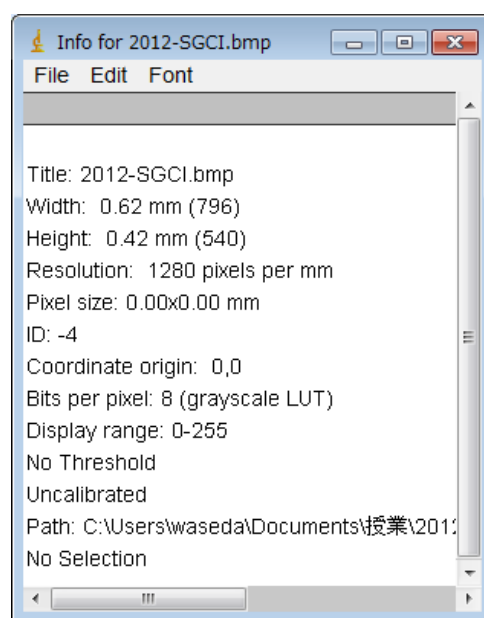 Info for 2012-SGCI.bmp
File Edit Font
Title: 2012-SGCI.bmp
Width: 0.62 mm (796)
Height: 0.42 mm (540)
Resolution: 1280 pixels per mm
Pixel size: 0.00x0.00 mm
ID: -4
Coordinate origin: 0,0
Bits per pixel: 8 (grayscale LUT)
Display range: 0-255
No Threshold
Uncalibrated
Path: C:\Users\waseda\Documents\授業\2012
No Selection